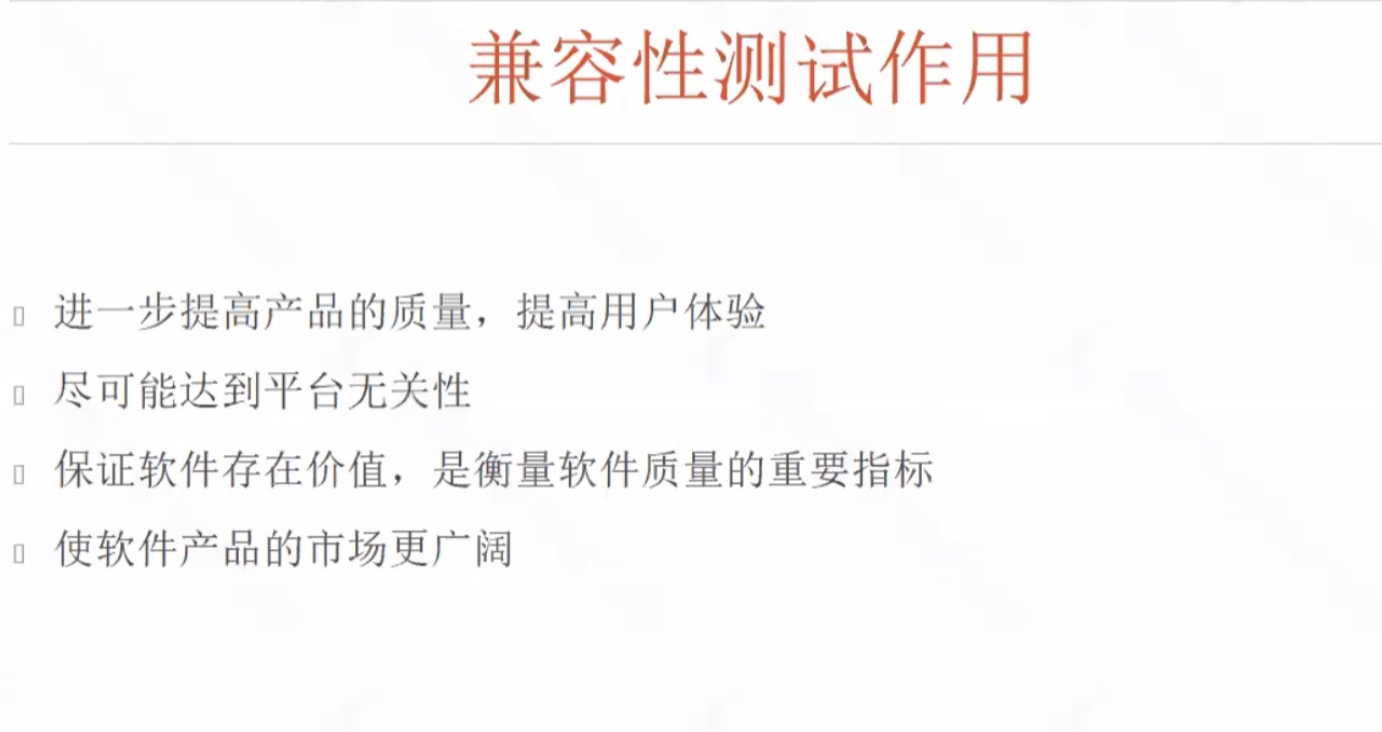 兼容性测试作用
进一步提高产品的质量，提高用户体验
尽可能达到平台无关性
保证软件存在价值，是衡量软件质量的重要指标
使软件产品的市场更广阔